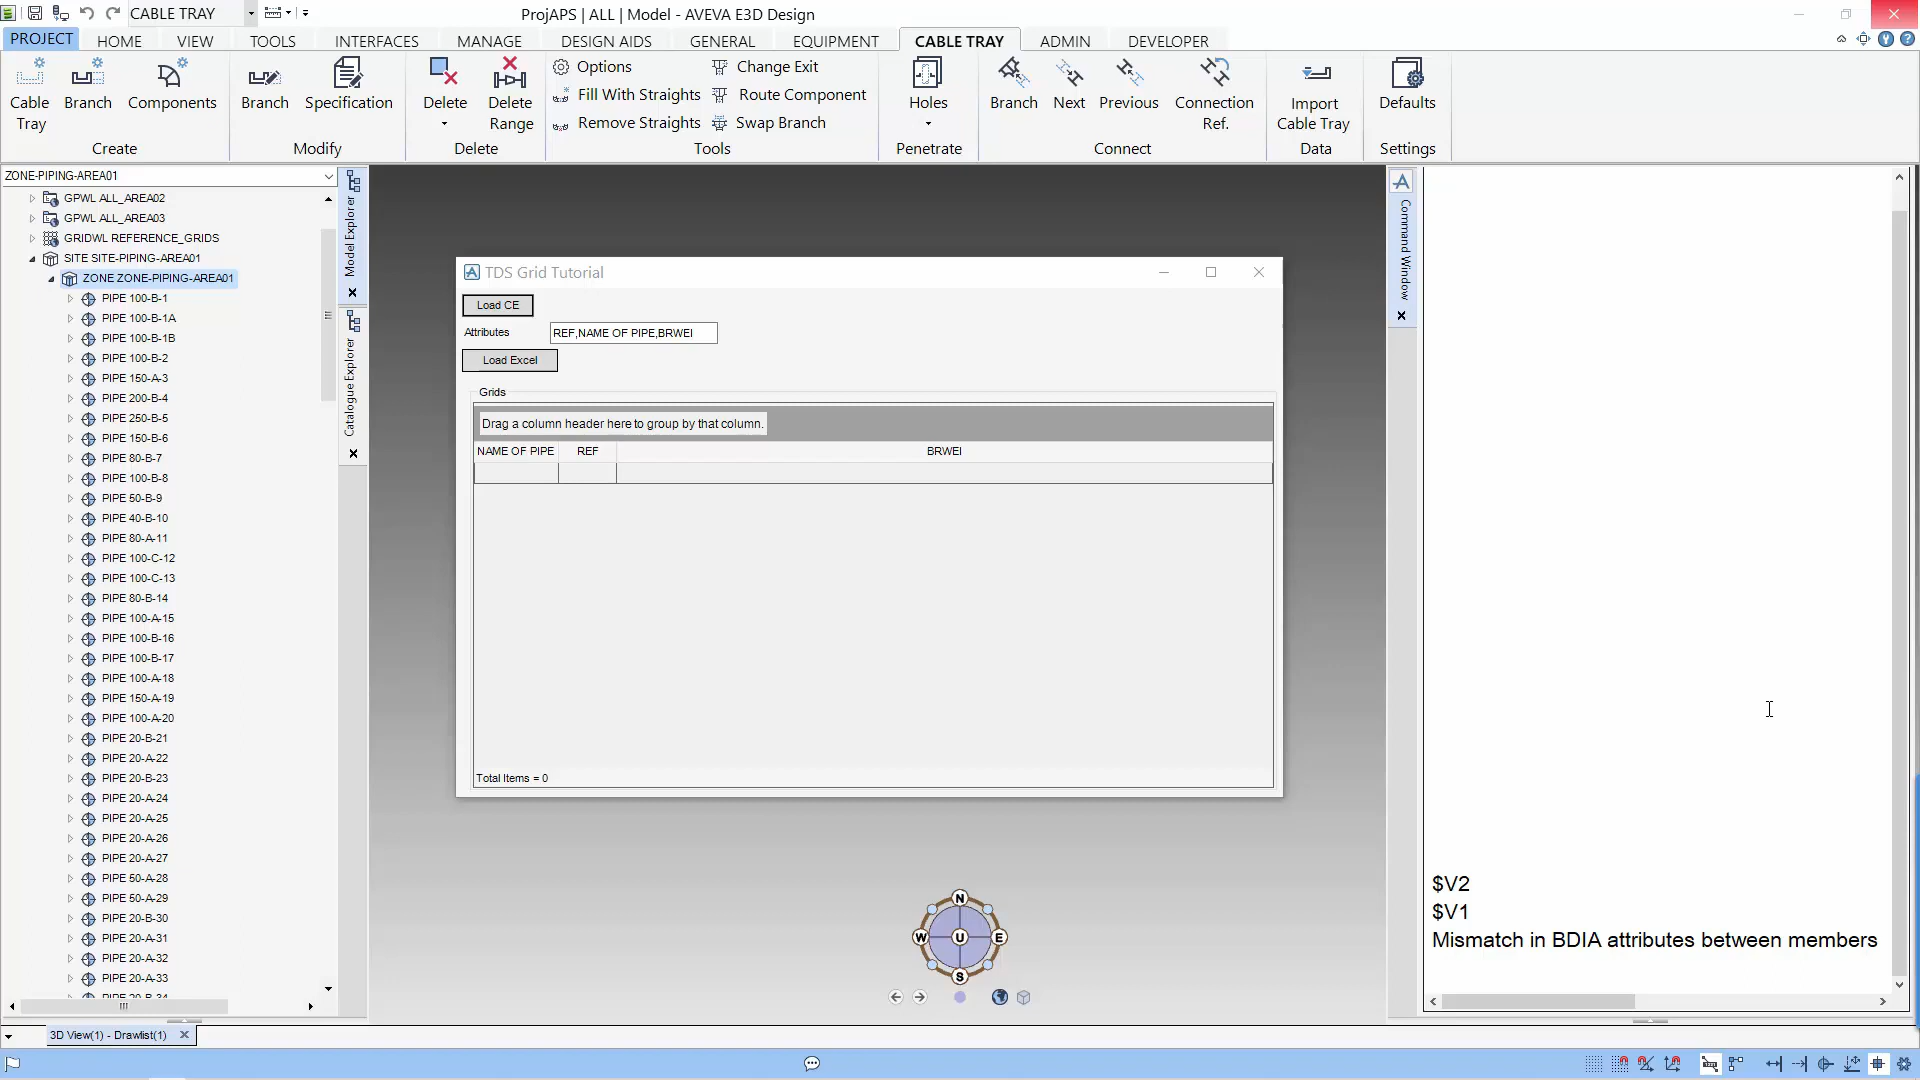 CABLE TRAY
ProjAPS | ALL | Model - AVEVA E3D Design
PROJECT HOME VIEW TOOLS INTERFACES MANAGE DESIGN AIDS GENERAL EQUIPMENT CABLE TRAY ADMIN DEVELOPER
Cable Tray
Branch
Components
Create
Branch
Specification
Modify
Delete
Delete Range
Delete
Options
Fill With Straights
Remove Straights
Change Exit
Route Component
Swap Branch
Tools
Holes
Penetrate
Branch
Next
Previous
Connection Ref.
Connect
Import Cable Tray
Data
Defaults
Settings
ZONE-PIPING-AREA01
GPWL ALL_AREA02
GPWL ALL_AREA03
GRIDWL REFERENCE_GRIDS
SITE SITE-PIPING-AREA01
ZONE ZONE-PIPING-AREA01
PIPE 100-B-1
PIPE 100-B-1A
PIPE 100-B-1B
PIPE 100-B-2
PIPE 150-A-3
PIPE 200-B-4
PIPE 250-B-5
PIPE 150-B-6
PIPE 80-B-7
PIPE 100-B-8
PIPE 50-B-9
PIPE 40-B-10
PIPE 80-A-11
PIPE 100-C-12
PIPE 100-C-13
PIPE 80-B-14
PIPE 100-A-15
PIPE 100-B-16
PIPE 100-B-17
PIPE 100-A-18
PIPE 150-A-19
PIPE 100-A-20
PIPE 20-B-21
PIPE 20-A-22
PIPE 20-B-23
PIPE 20-A-24
PIPE 20-A-25
PIPE 20-A-26
PIPE 20-A-27
PIPE 50-A-28
PIPE 50-A-29
PIPE 20-B-30
PIPE 20-A-31
PIPE 20-A-32
PIPE 20-A-33
PIPE 20-B-34
Model Explorer
Catalogue Explorer
TDS Grid Tutorial
Load CE
Attributes REF,NAME OF PIPE,BRWEI
Load Excel
Grids
Drag a column header here to group by that column.
NAME OF PIPE REF BRWEI
Total Items = 0
N
W U E
S
Command Window
$V2
$V1
Mismatch in BDIA attributes between members
3D View(1) - Drawlist(1)